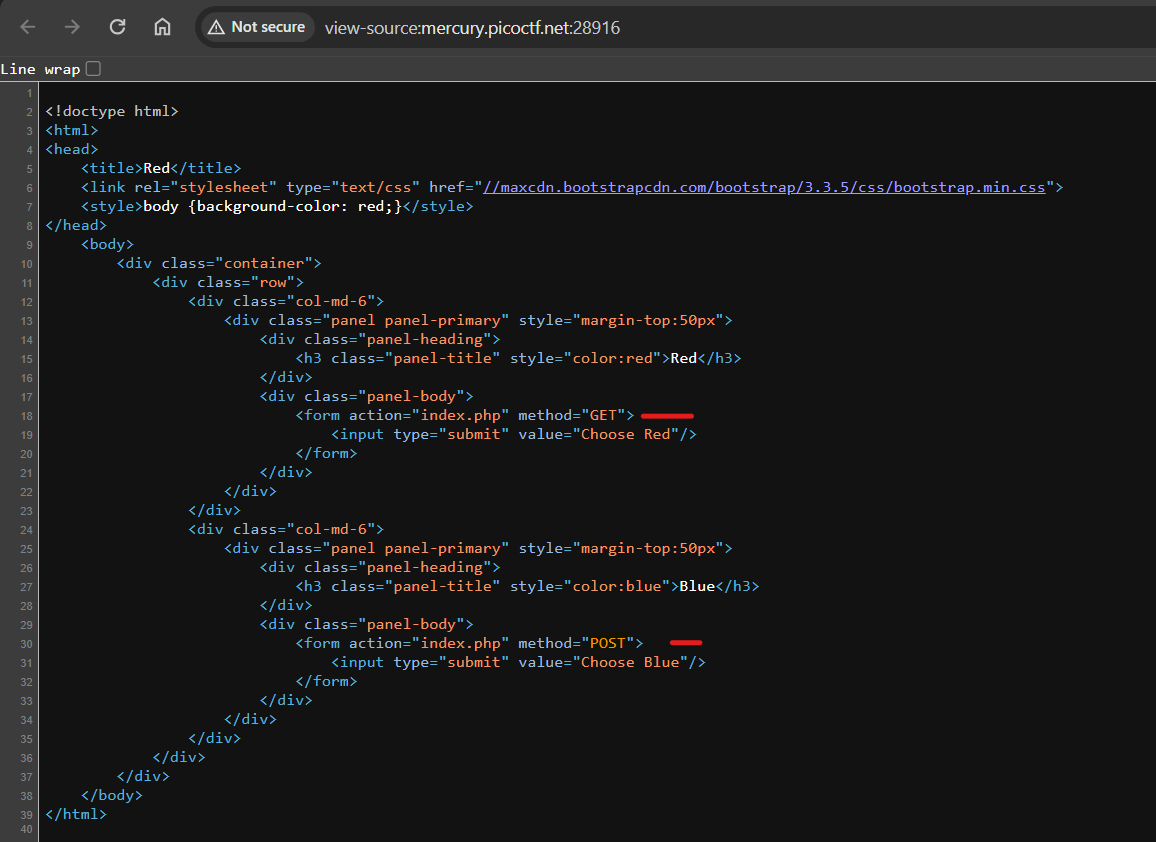 Not secure view-source:mercury.picoctf.net:28916
Line wrap
1
2 <!doctype html>
3 <html>
4 <head>
5     <title>Red</title>
6     <link rel="stylesheet" type="text/css" href="//maxcdn.bootstrapcdn.com/bootstrap/3.3.5/css/bootstrap.min.css">
7     <style>body {background-color: red;}</style>
8 </head>
9     <body>
10         <div class="container">
11             <div class="row">
12                 <div class="col-md-6">
13                     <div class="panel panel-primary" style="margin-top:50px">
14                         <div class="panel-heading">
15                             <h3 class="panel-title" style="color:red">Red</h3>
16                         </div>
17                         <div class="panel-body">
18                             <form action="index.php" method="GET">
19                                 <input type="submit" value="Choose Red"/>
20                             </form>
21                         </div>
22                     </div>
23                 </div>
24                 <div class="col-md-6">
25                     <div class="panel panel-primary" style="margin-top:50px">
26                         <div class="panel-heading">
27                             <h3 class="panel-title" style="color:blue">Blue</h3>
28                         </div>
29                         <div class="panel-body">
30                             <form action="index.php" method="POST">
31                                 <input type="submit" value="Choose Blue"/>
32                             </form>
33                         </div>
34                     </div>
35                 </div>
36             </div>
37         </div>
38     </body>
39 </html>
40